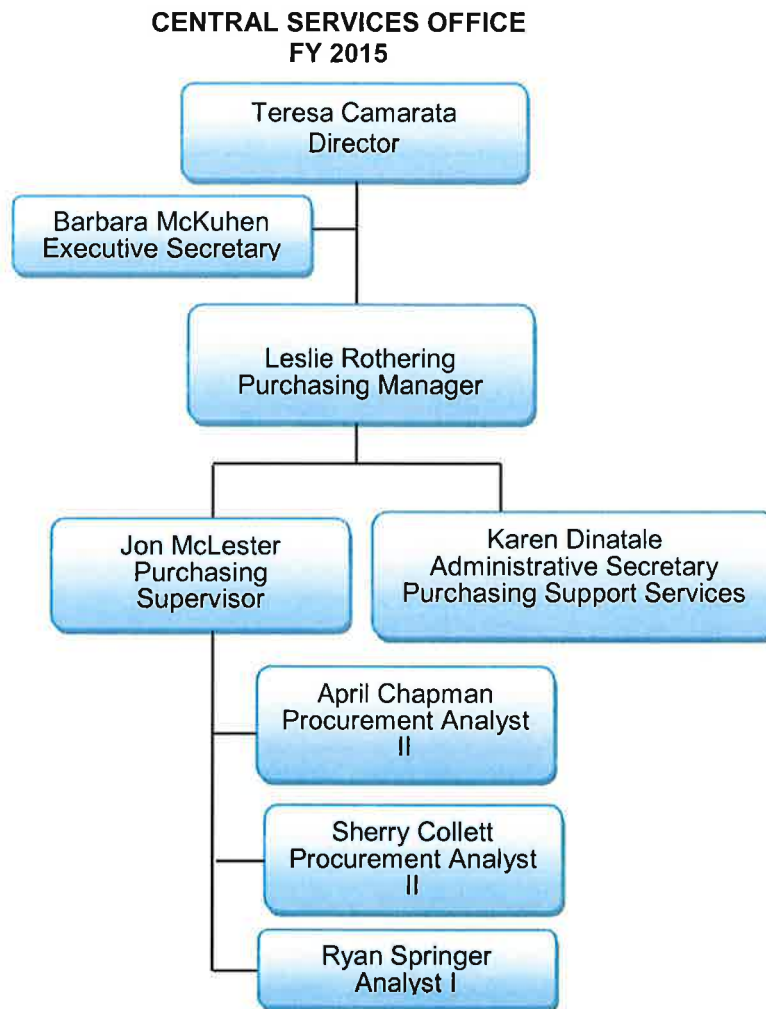 CENTRAL SERVICES OFFICE
FY 2015
Teresa Camarata
Director
Barbara McKuhen
Executive Secretary
Leslie Rothering
Purchasing Manager
Jon McLester
Purchasing
Supervisor
Karen Dinatale
Administrative Secretary
Purchasing Support Services
April Chapman
Procurement Analyst
II
Sherry Collett
Procurement Analyst
II
Ryan Springer
Analyst I